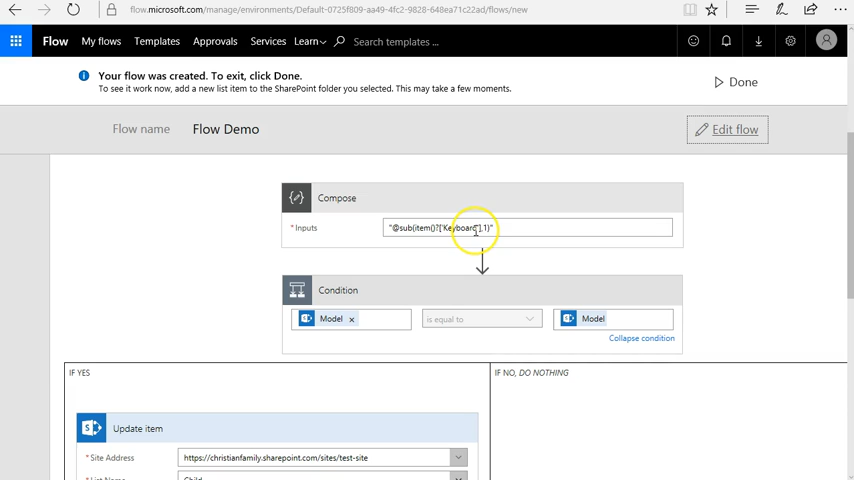 flow.microsoft.com/manage/environments/Default-0725f809-aa49-4fc2-9828-648ea71c22ad/flows/new
Flow My flows Templates Approvals Services Learn Search templates ...
Your flow was created. To exit, click Done.
To see it work now, add a new list item to the SharePoint folder you selected. This may take a few moments.
Done
Flow name Flow Demo
Edit flow
Compose
* Inputs "@sub(item()?['Keyboard'],1)"
Condition
Model x is equal to Model
Collapse condition
IF YES IF NO, DO NOTHING
Update item
* Site Address https://christianfamily.sharepoint.com/sites/test-site
* List Name Child